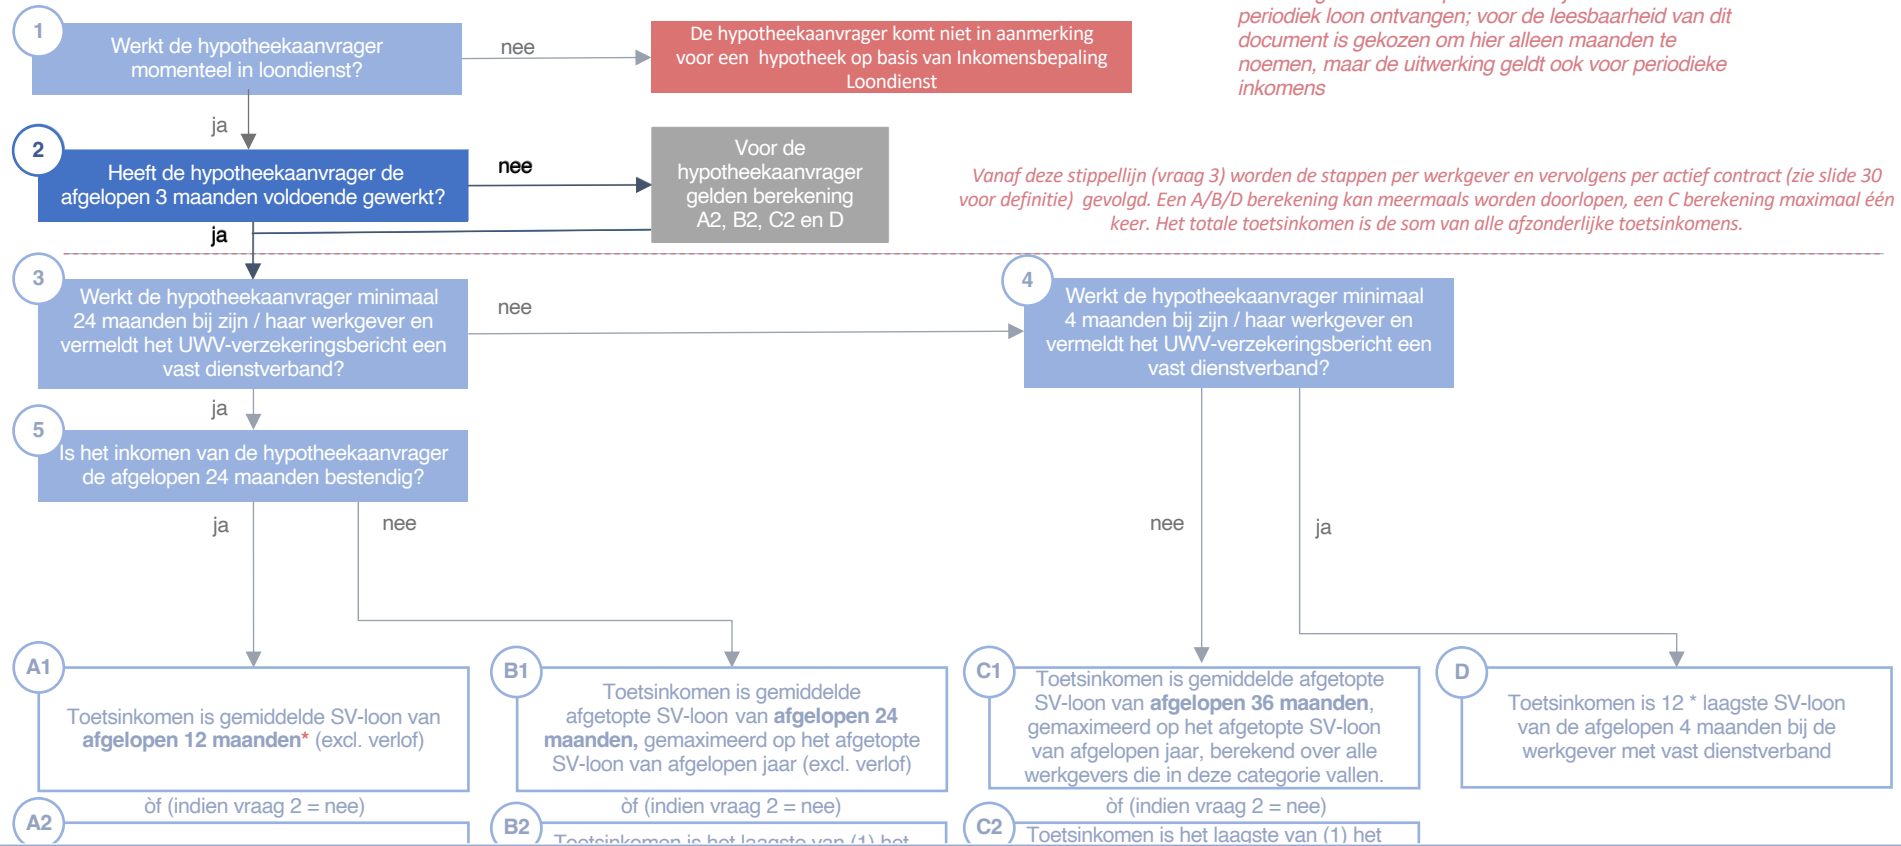 periodiek loon ontvangen; voor de leesbaarheid van dit
document is gekozen om hier alleen maanden te
noemen, maar de uitwerking geldt ook voor periodieke
inkomens
1
Werkt de hypotheekaanvrager
momenteel in loondienst?
nee
De hypotheekaanvrager komt niet in aanmerking
voor een hypotheek op basis van Inkomensbepaling
Loondienst
ja
2
Heeft de hypotheekaanvrager de
afgelopen 3 maanden voldoende gewerkt?
nee
Voor de
hypotheekaanvrager
gelden berekening
A2, B2, C2 en D
ja
Vanaf deze stippellijn (vraag 3) worden de stappen per werkgever en vervolgens per actief contract (zie slide 30
voor definitie) gevolgd. Een A/B/D berekening kan meermaals worden doorlopen, een C berekening maximaal één
keer. Het totale toetsinkomen is de som van alle afzonderlijke toetsinkomens.
3
Werkt de hypotheekaanvrager minimaal
24 maanden bij zijn / haar werkgever en
vermeldt het UWV-verzekeringsbericht een
vast dienstverband?
nee
4
Werkt de hypotheekaanvrager minimaal
4 maanden bij zijn / haar werkgever en
vermeldt het UWV-verzekeringsbericht een
vast dienstverband?
ja
5
Is het inkomen van de hypotheekaanvrager
de afgelopen 24 maanden bestendig?
ja
nee
nee
ja
A1
Toetsinkomen is gemiddelde SV-loon van
afgelopen 12 maanden* (excl. verlof)
òf (indien vraag 2 = nee)
A2
B1
Toetsinkomen is gemiddelde
afgetopte SV-loon van afgelopen 24
maanden, gemaximeerd op het afgetopte
SV-loon van afgelopen jaar (excl. verlof)
òf (indien vraag 2 = nee)
B2
Toetsinkomen is het laagste van (1) het
C1
Toetsinkomen is gemiddelde afgetopte
SV-loon van afgelopen 36 maanden,
gemaximeerd op het afgetopte SV-loon
van afgelopen jaar, berekend over alle
werkgevers die in deze categorie vallen.
òf (indien vraag 2 = nee)
C2
Toetsinkomen is het laagste van (1) het
D
Toetsinkomen is 12 * laagste SV-loon
van de afgelopen 4 maanden bij de
werkgever met vast dienstverband